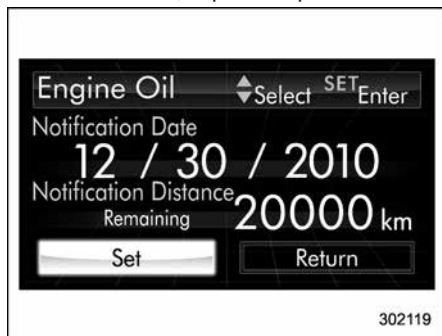 Engine Oil Select SET Enter
Notification Date
12 / 30 / 2010
Notification Distance
Remaining 20000 km
Set Return
302119